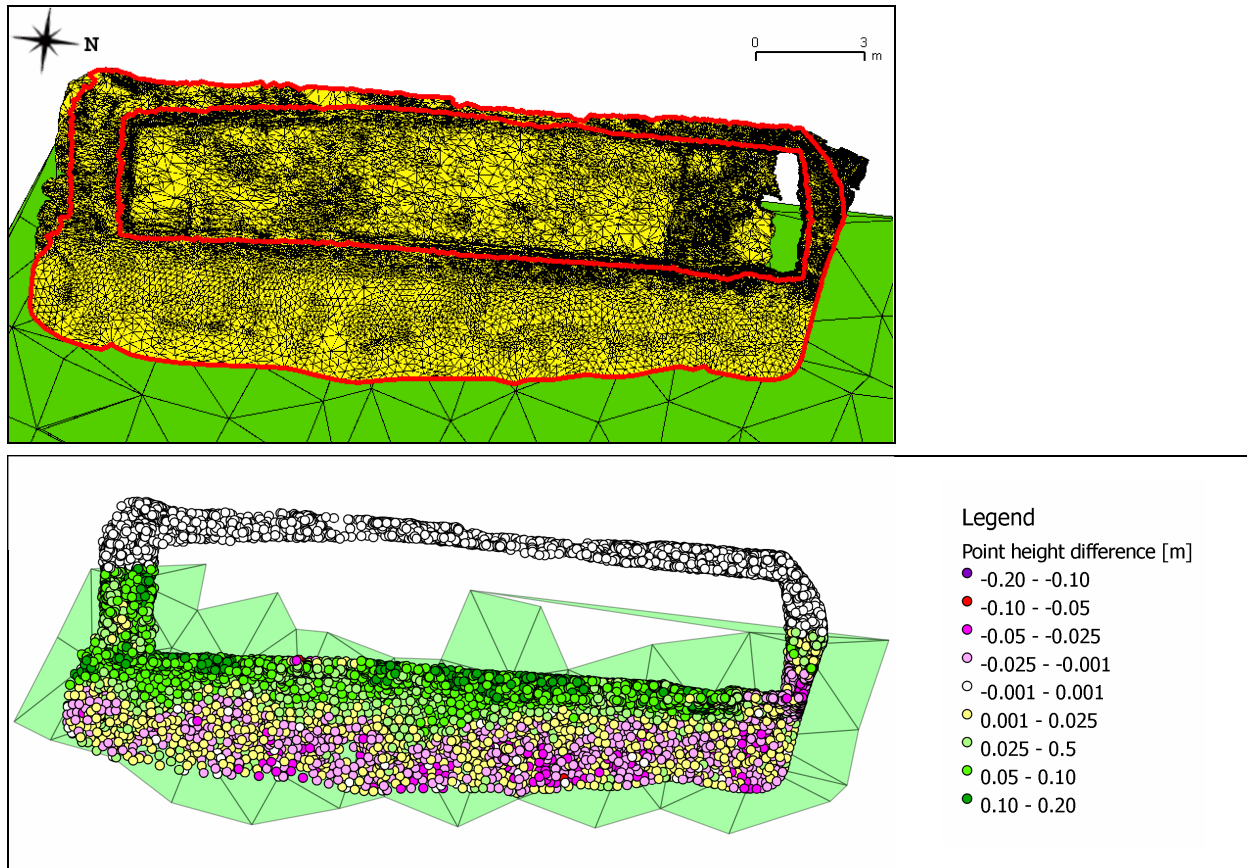 N
0 3
m
Legend
Point height difference [m]
-0.20 - -0.10
-0.10 - -0.05
-0.05 - -0.025
-0.025 - -0.001
-0.001 - 0.001
0.001 - 0.025
0.025 - 0.5
0.05 - 0.10
0.10 - 0.20